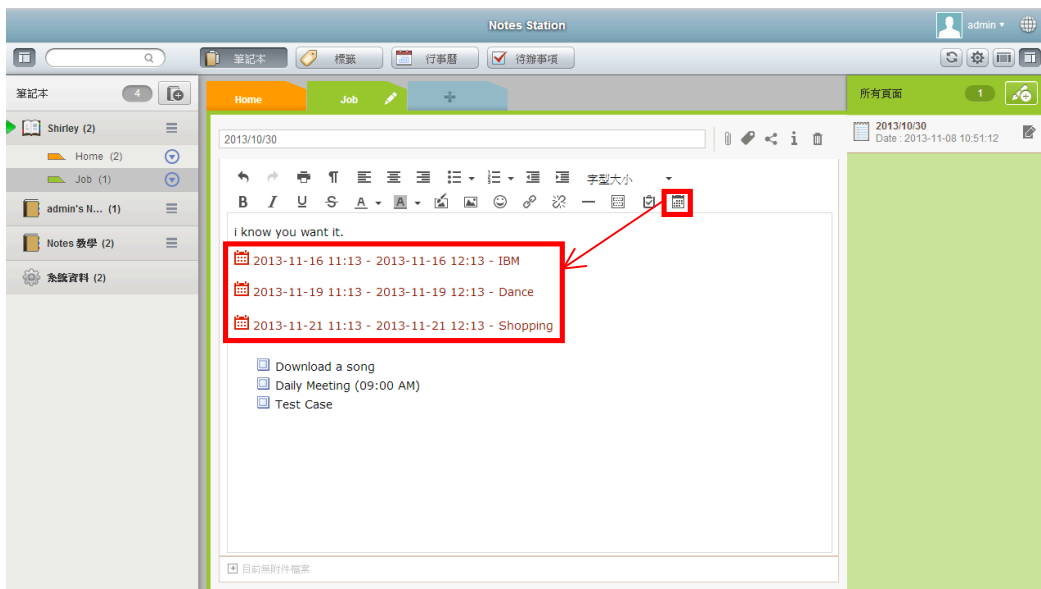 Notes Station
admin
筆記本
標籤
行事曆
待辦事項
筆記本 4
Shirley (2)
Home (2)
Job (1)
admin's N... (1)
Notes 教學 (2)
系統資料 (2)
Home Job
2013/10/30
字型大小
B I U S A A
i know you want it.
2013-11-16 11:13 - 2013-11-16 12:13 - IBM
2013-11-19 11:13 - 2013-11-19 12:13 - Dance
2013-11-21 11:13 - 2013-11-21 12:13 - Shopping
Download a song
Daily Meeting (09:00 AM)
Test Case
目前無附件檔案
所有頁面 1
2013/10/30
Date : 2013-11-08 10:51:12